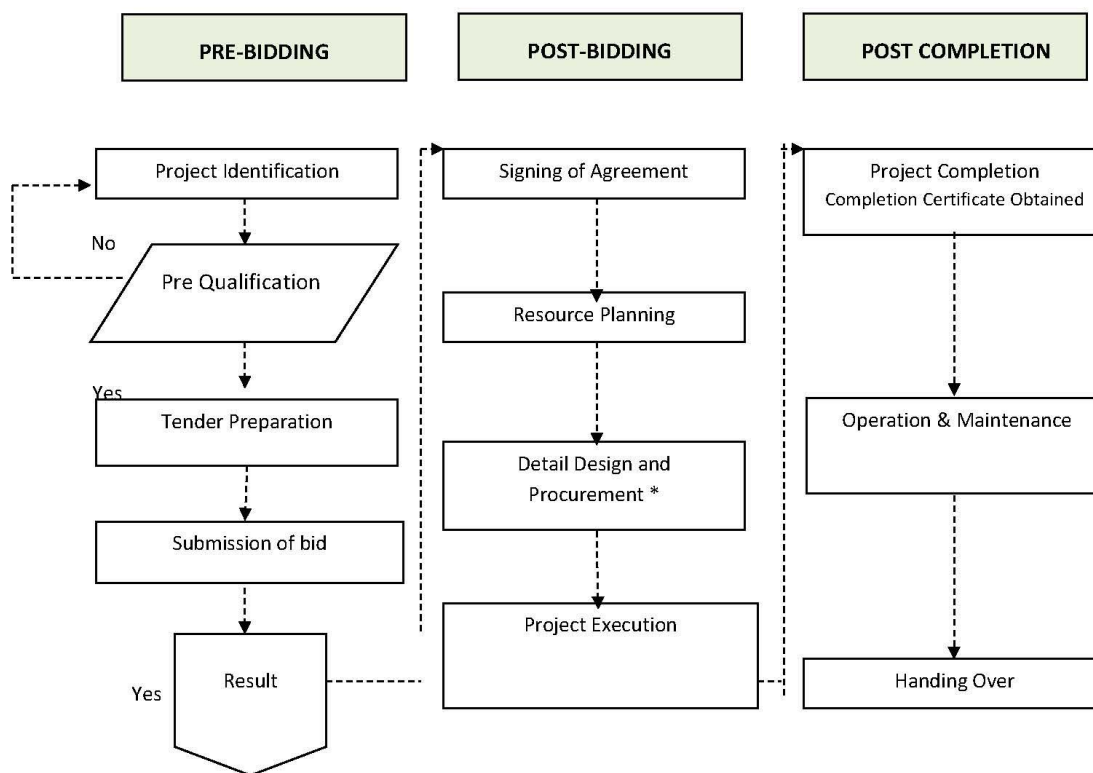 PRE-BIDDING
POST-BIDDING
POST COMPLETION
Project Identification
No
Pre Qualification
Yes
Tender Preparation
Submission of bid
Result
Yes
Signing of Agreement
Resource Planning
Detail Design and
Procurement *
Project Execution
Project Completion
Completion Certificate Obtained
Operation & Maintenance
Handing Over